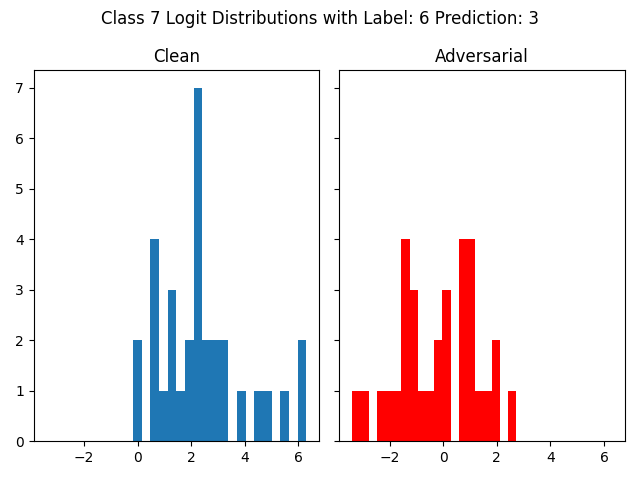 Class 7 Logit Distributions with Label: 6 Prediction: 3
Clean
Adversarial
7
6
5
4
3
2
1
0
−2 0 2 4 6
−2 0 2 4 6